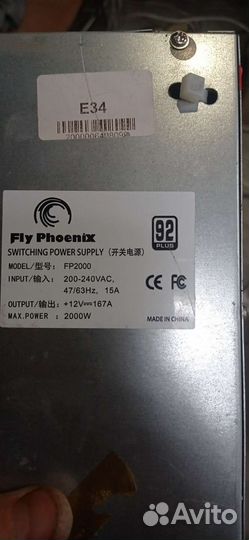 E34
Fly Phoenix
92
PLUS
SWITCHING POWER SUPPLY (开关电源)
MODEL/型号: FP2000
INPUT/输入: 200-240VAC,
47/63Hz, 15A
OUTPUT/输出: +12V⎓167A
MAX.POWER : 2000W
CE FC
MADE IN CHINA
Avito